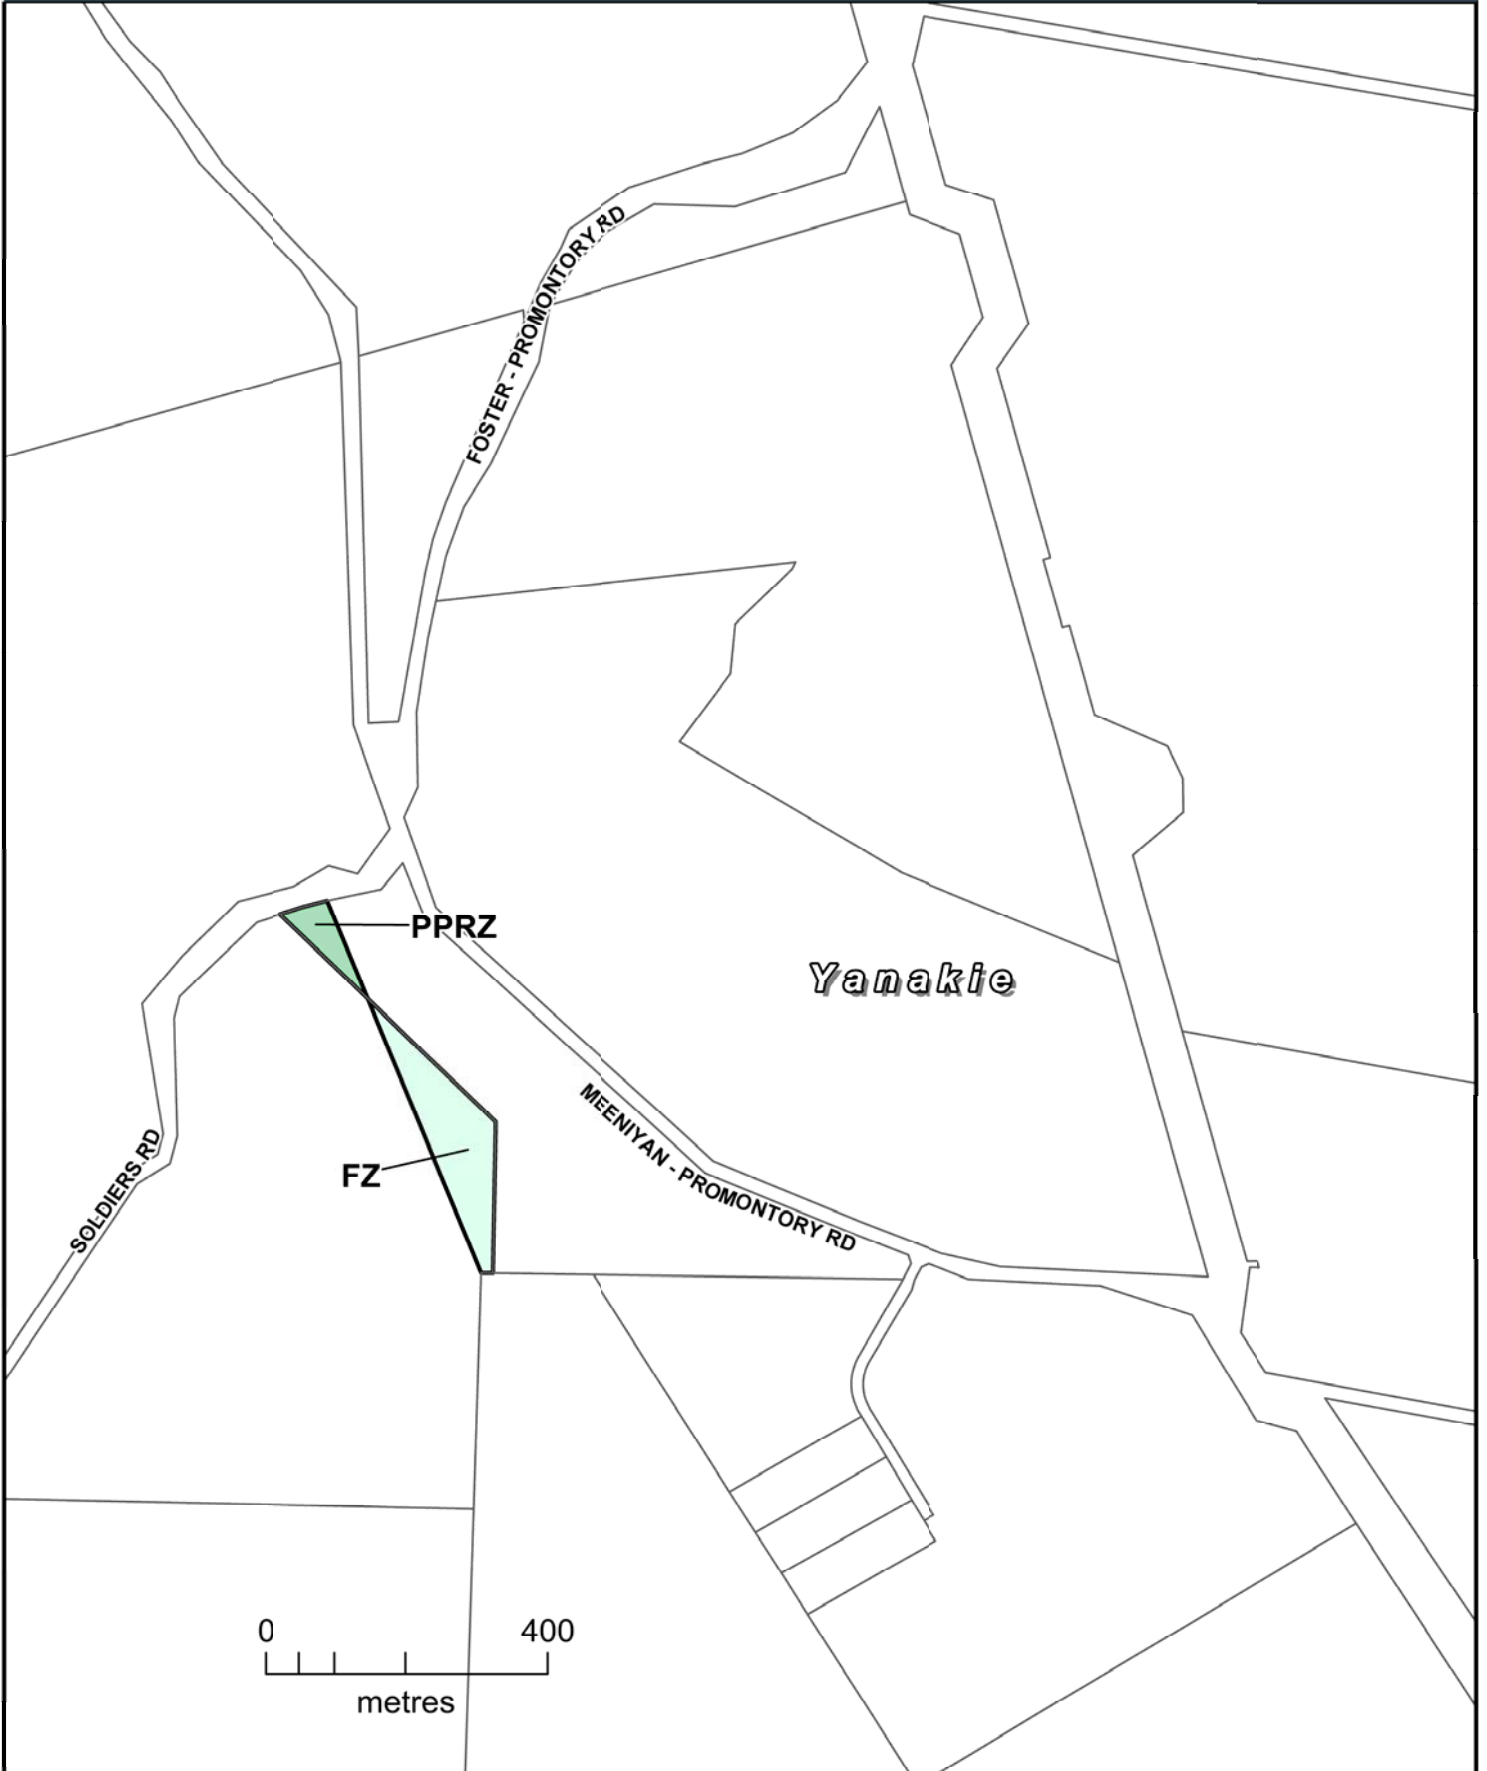 FOSTER - PROMONTORY RD
PPRZ
Yanakie
MEENIYAN - PROMONTORY RD
FZ
SOLDIERS RD
0 400
metres